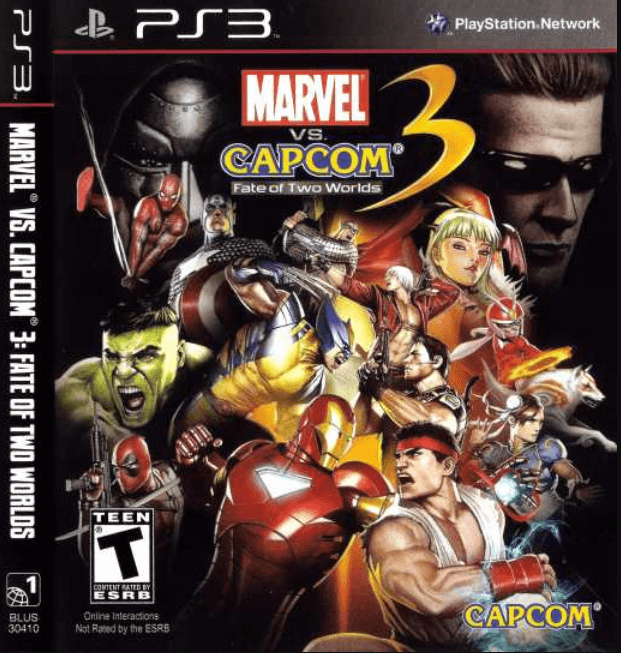 PS3
MARVEL® VS. CAPCOM® 3: FATE OF TWO WORLDS
1
BLUS
30410
PS3
PlayStation®Network
MARVEL
VS.
CAPCOM®
3
Fate of Two Worlds
TEEN
T
CONTENT RATED BY
ESRB
Online Interactions
Not Rated by the ESRB
CAPCOM®